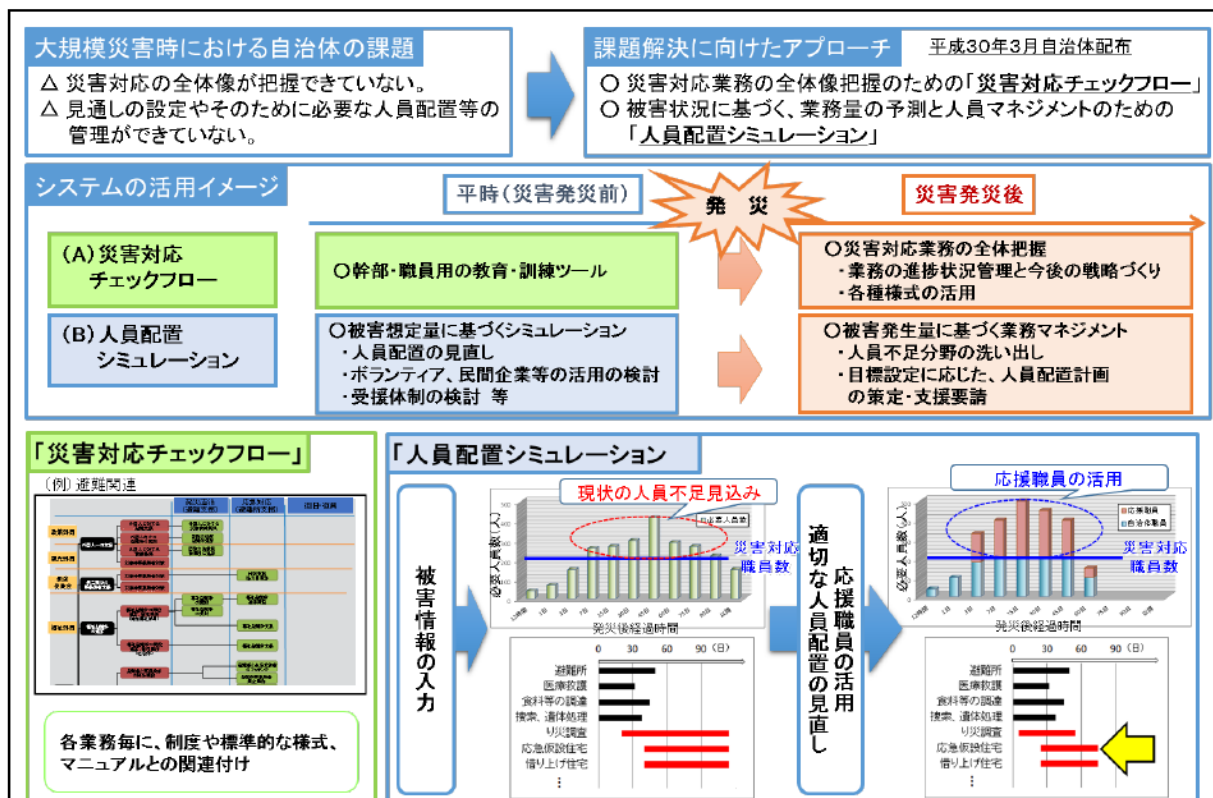 大規模災害時における自治体の課題
△ 災害対応の全体像が把握できていない。
△ 見通しの設定やそのために必要な人員配置等の
管理ができていない。
課題解決に向けたアプローチ
平成30年3月自治体配布
○ 災害対応業務の全体像把握のための「災害対応チェックフロー」
○ 被害状況に基づく、業務量の予測と人員マネジメントのための
「人員配置シミュレーション」
システムの活用イメージ
平時(災害発災前)
発 災
災害発災後
(A)災害対応
チェックフロー
○幹部・職員用の教育・訓練ツール
○災害対応業務の全体把握
・業務の進捗状況管理と今後の戦略づくり
・各種様式の活用
(B)人員配置
シミュレーション
○被害想定量に基づくシミュレーション
・人員配置の見直し
・ボランティア、民間企業等の活用の検討
・受援体制の検討 等
○被害発生量に基づく業務マネジメント
・人員不足分野の洗い出し
・目標設定に応じた、人員配置計画
の策定・支援要請
「災害対応チェックフロー」
(例)避難関連
復旧・復興
各業務毎に、制度や標準的な様式、
マニュアルとの関連付け
「人員配置シミュレーション
被害情報の入力
現状の人員不足見込み
必要人員数(人)
災害対応
職員数
発災後経過時間
0 30 60 90 (日)
避難所
医療救護
食料等の調達
捜索、遺体処理
り災調査
応急仮設住宅
借り上げ住宅
⋮
応援職員の活用
適切な人員配置の見直し
応援職員の活用
必要人員数(人)
応援職員
自治体職員
災害対応
職員数
発災後経過時間
0 30 60 90 (日)
避難所
医療救護
食料等の調達
捜索、遺体処理
り災調査
応急仮設住宅
借り上げ住宅
⋮